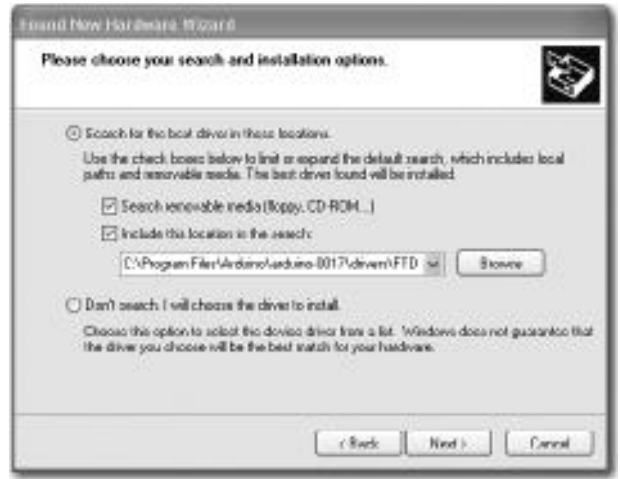 Found New Hardware Wizard
Please choose your search and installation options.
Search for the best driver in these locations.
Use the check boxes below to limit or expand the default search, which includes local
paths and removable media. The best driver found will be installed.
Search removable media (floppy, CD-ROM...)
Include this location in the search:
C:\Program Files\Arduino\arduino-0017\drivers\FTD
Browse
Don't search. I will choose the driver to install.
Choose this option to select the device driver from a list. Windows does not guarantee that
the driver you choose will be the best match for your hardware.
< Back
Next >
Cancel